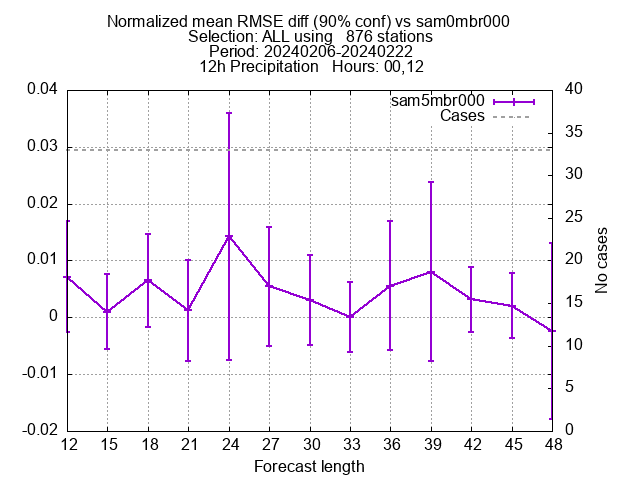 Normalized mean RMSE diff (90% conf) vs sam0mbr000
Selection: ALL using   876 stations
Period: 20240206-20240222
12h Precipitation   Hours: 00,12
sam5mbr000
Cases
0.04
0.03
0.02
0.01
0
-0.01
-0.02
40
35
30
25
20
15
10
5
0
No cases
12 15 18 21 24 27 30 33 36 39 42 45 48
Forecast length